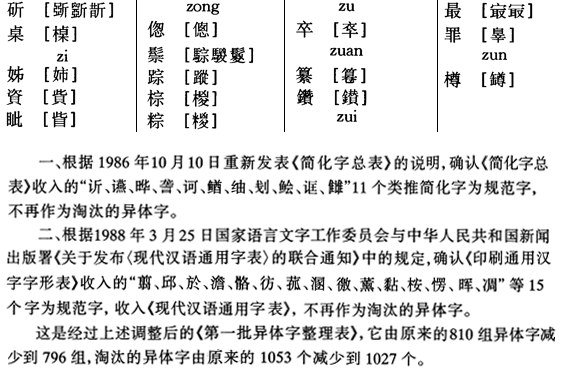 斫 [斲斵斮]
桌 [槕]
zi
姊 [姉]
資 [貲]
眦 [眥]
zong
偬 [傯]
鬃 [騌騣鬉]
踪 [蹤]
棕 [椶]
粽 [糉]
zu
卒 [䘚]
zuan
纂 [篹]
鑽 [鑚]
zui
最 [冣㝡]
罪 [辠]
zun
樽 [罇]
一、根据 1986 年10 月 10 日重新发表《简化字总表》的说明,确认《简化字总
表》收入的“䜣、䜩、晔、詟、诃、䲡、䌷、刬、鲙、诓、雠”11 个类推简化字为规范字,
不再作为淘汰的异体字。
二、根据1988 年 3 月 25 日国家语言文字工作委员会与中华人民共和国新闻
出版署《关于发布〈现代汉语通用字表〉的联合通知》中的规定,确认《印刷通用汉
字字形表》收入的“翦、邱、於、澹、骼、彷、菰、溷、徼、薰、黏、桉、愣、晖、凋” 等 15
个字为规范字, 收入《现代汉语通用字表》, 不再作为淘汰的异体字。
这是经过上述调整后的《第一批异体字整理表》,它由原来的810 组异体字减
少到 796 组,淘汰的异体字由原来的 1053 个减少到 1027 个。